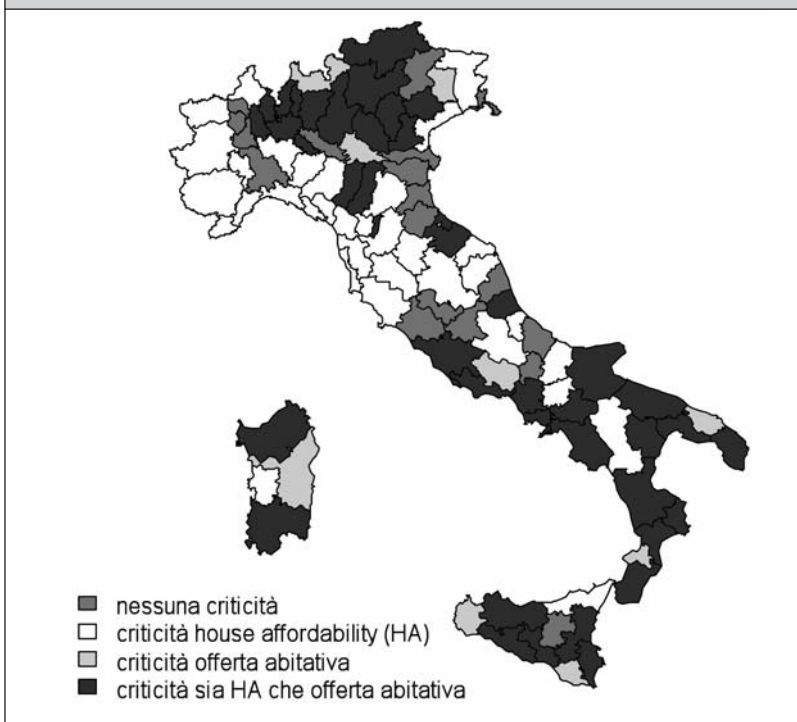 nessuna criticità
criticità house affordability (HA)
criticità offerta abitativa
criticità sia HA che offerta abitativa